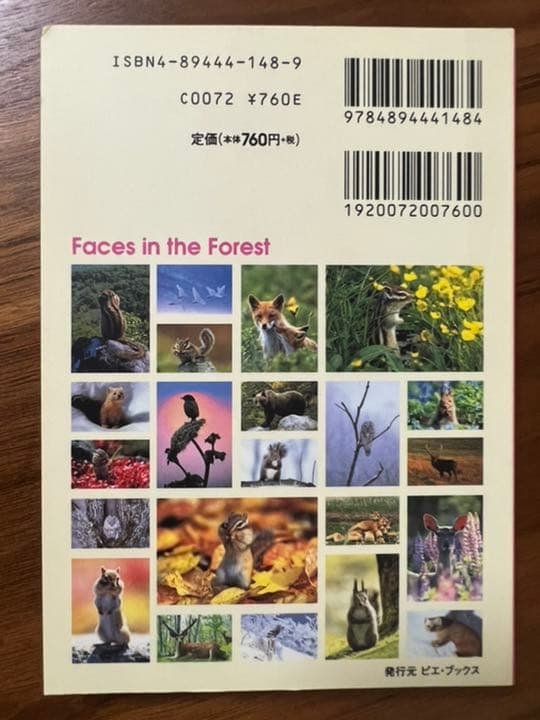 ISBN4-89444-148-9
C0072 ¥760E
9784894441484
定価(本体760円+税)
1920072007600
Faces in the Forest
発行元 ピエ・ブックス